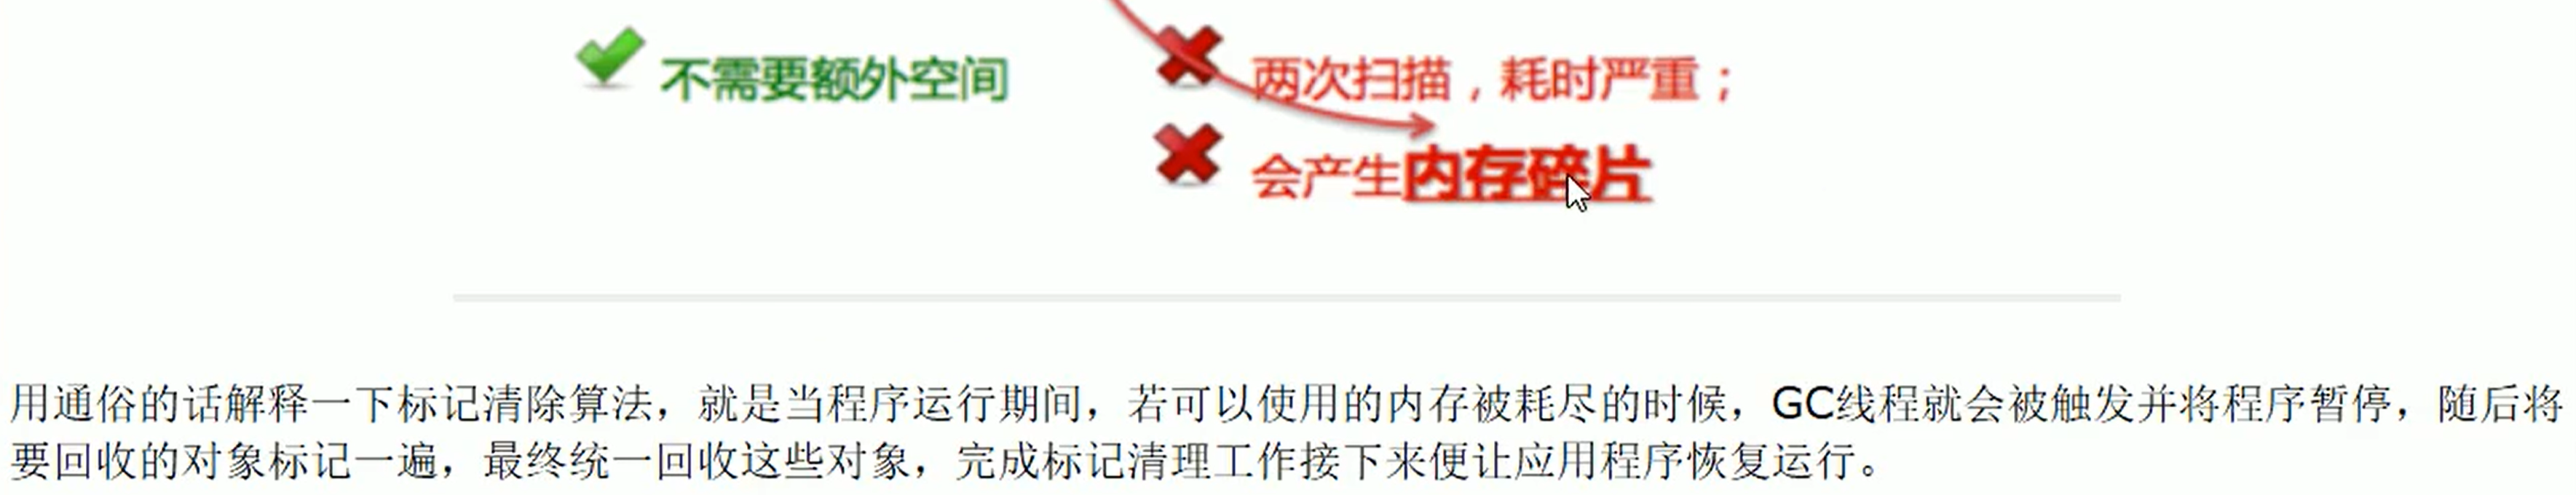 不需要额外空间
两次扫描，耗时严重；
会产生内存碎片
用通俗的话解释一下标记清除算法，就是当程序运行期间，若可以使用的内存被耗尽的时候，GC线程就会被触发并将程序暂停，随后将
要回收的对象标记一遍，最终统一回收这些对象，完成标记清理工作接下来便让应用程序恢复运行。